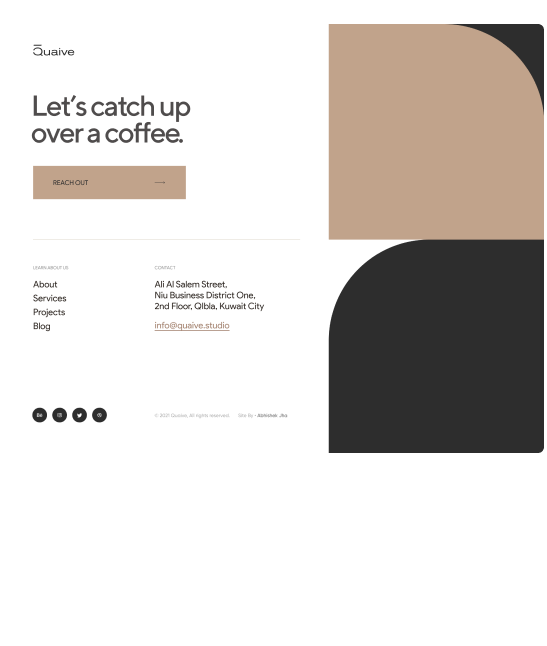 Quaive
Let's catch up
over a coffee.
REACH OUT
LEARN ABOUT US
CONTACT
About
Services
Projects
Blog
Ali Al Salem Street,
Niu Business District One,
2nd Floor, QIbla, Kuwait City
info@quaive.studio
Bē
© 2021 Quaive, All rights reserved.
Site By - Abhishek Jha